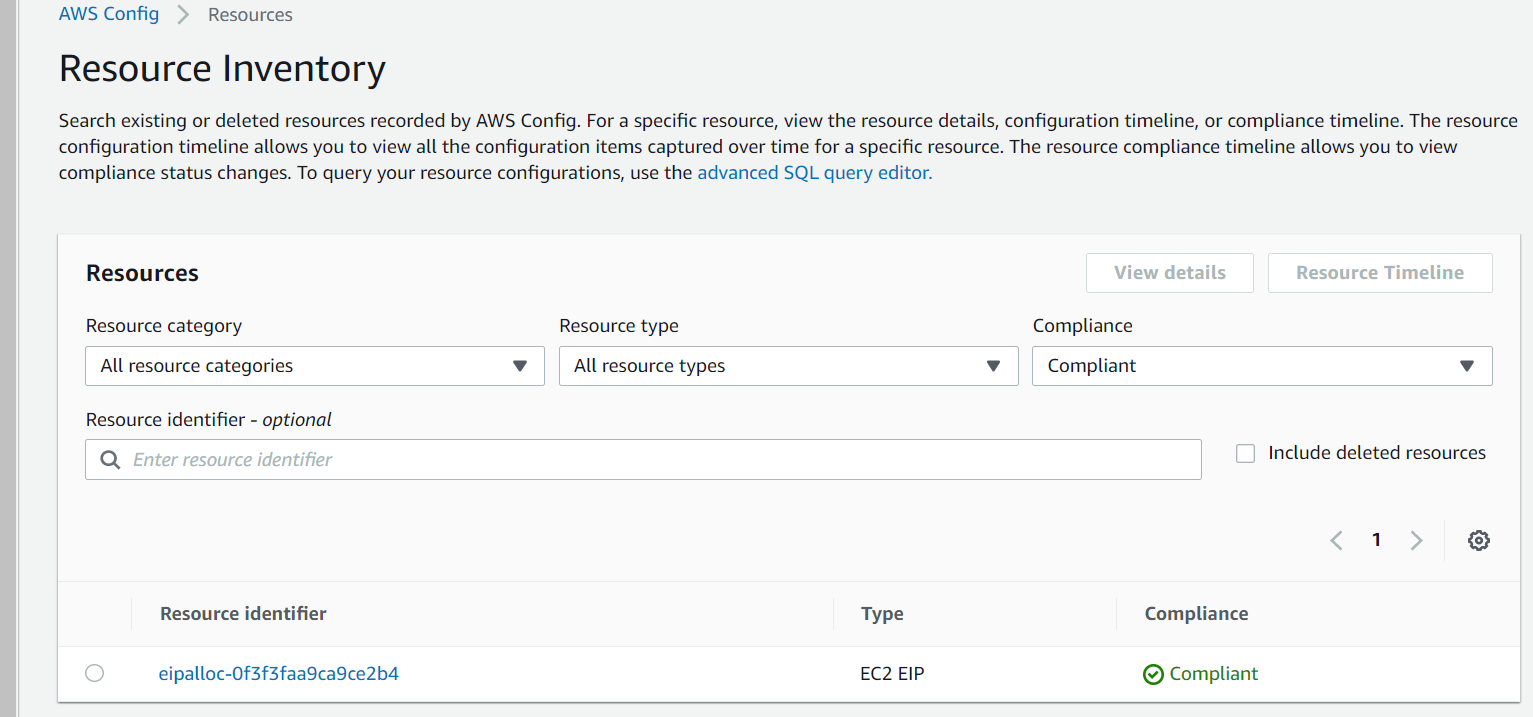 AWS Config > Resources
Resource Inventory
Search existing or deleted resources recorded by AWS Config. For a specific resource, view the resource details, configuration timeline, or compliance timeline. The resource
configuration timeline allows you to view all the configuration items captured over time for a specific resource. The resource compliance timeline allows you to view
compliance status changes. To query your resource configurations, use the advanced SQL query editor.
Resources View details Resource Timeline
Resource category Resource type Compliance
All resource categories All resource types Compliant
Resource identifier - optional
Enter resource identifier Include deleted resources
1
Resource identifier Type Compliance
eipalloc-0f3f3faa9ca9ce2b4 EC2 EIP Compliant